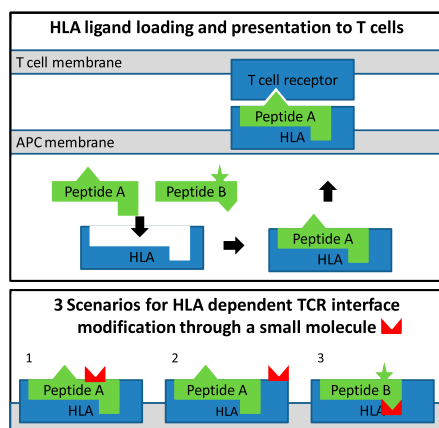 HLA ligand loading and presentation to T cells
T cell membrane
T cell receptor
Peptide A
HLA
APC membrane
Peptide A
Peptide B
HLA
Peptide A
HLA
3 Scenarios for HLA dependent TCR interface
modification through a small molecule
1
2
3
Peptide A
HLA
Peptide A
HLA
Peptide B
HLA